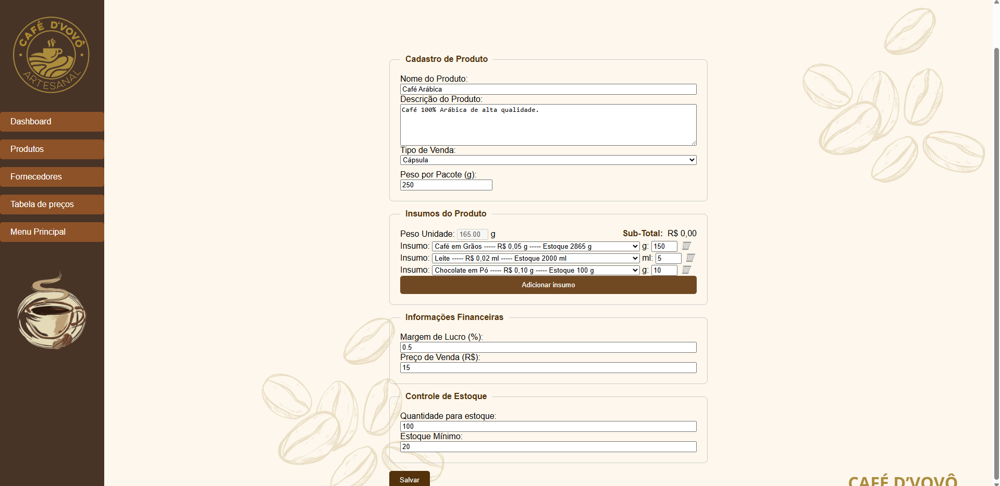 CAFÉ D'VOVÔ
ARTESANAL
Dashboard
Produtos
Fornecedores
Tabela de preços
Menu Principal
Cadastro de Produto
Nome do Produto:
Café Arábica
Descrição do Produto:
Café 100% Arábica de alta qualidade.
Tipo de Venda:
Cápsula
Peso por Pacote (g):
250
Insumos do Produto
Peso Unidade: 165.00 g Sub-Total: R$ 0,00
Insumo: Café em Grãos ----- R$ 0,05 g ----- Estoque 2865 g g: 150
Insumo: Leite ----- R$ 0,02 ml ----- Estoque 2000 ml ml: 5
Insumo: Chocolate em Pó ----- R$ 0,10 g ----- Estoque 100 g g: 10
Adicionar insumo
Informações Financeiras
Margem de Lucro (%):
0.5
Preço de Venda (R$):
15
Controle de Estoque
Quantidade para estoque:
100
Estoque Mínimo:
20
Salvar
CAFÉ D'VOVÔ